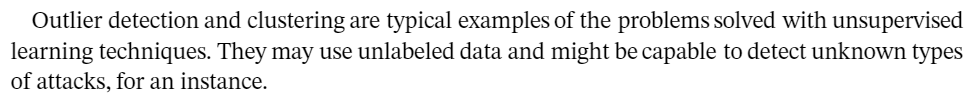 Outlier detection and clustering are typical examples of the problems solved with unsupervised
learning techniques. They may use unlabeled data and might be capable to detect unknown types
of attacks, for an instance.